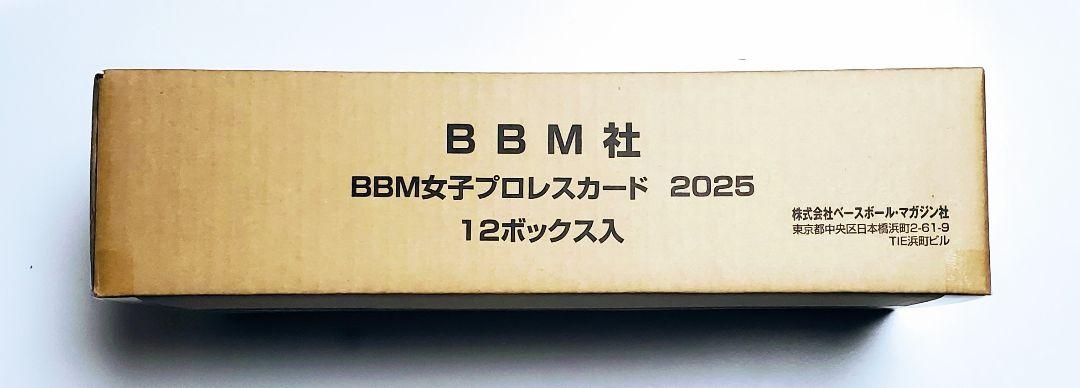 BBM社
BBM女子プロレスカード 2025
12ボックス入
株式会社ベースボール・マガジン社
東京都中央区日本橋浜町2-61-9
TIE浜町ビル